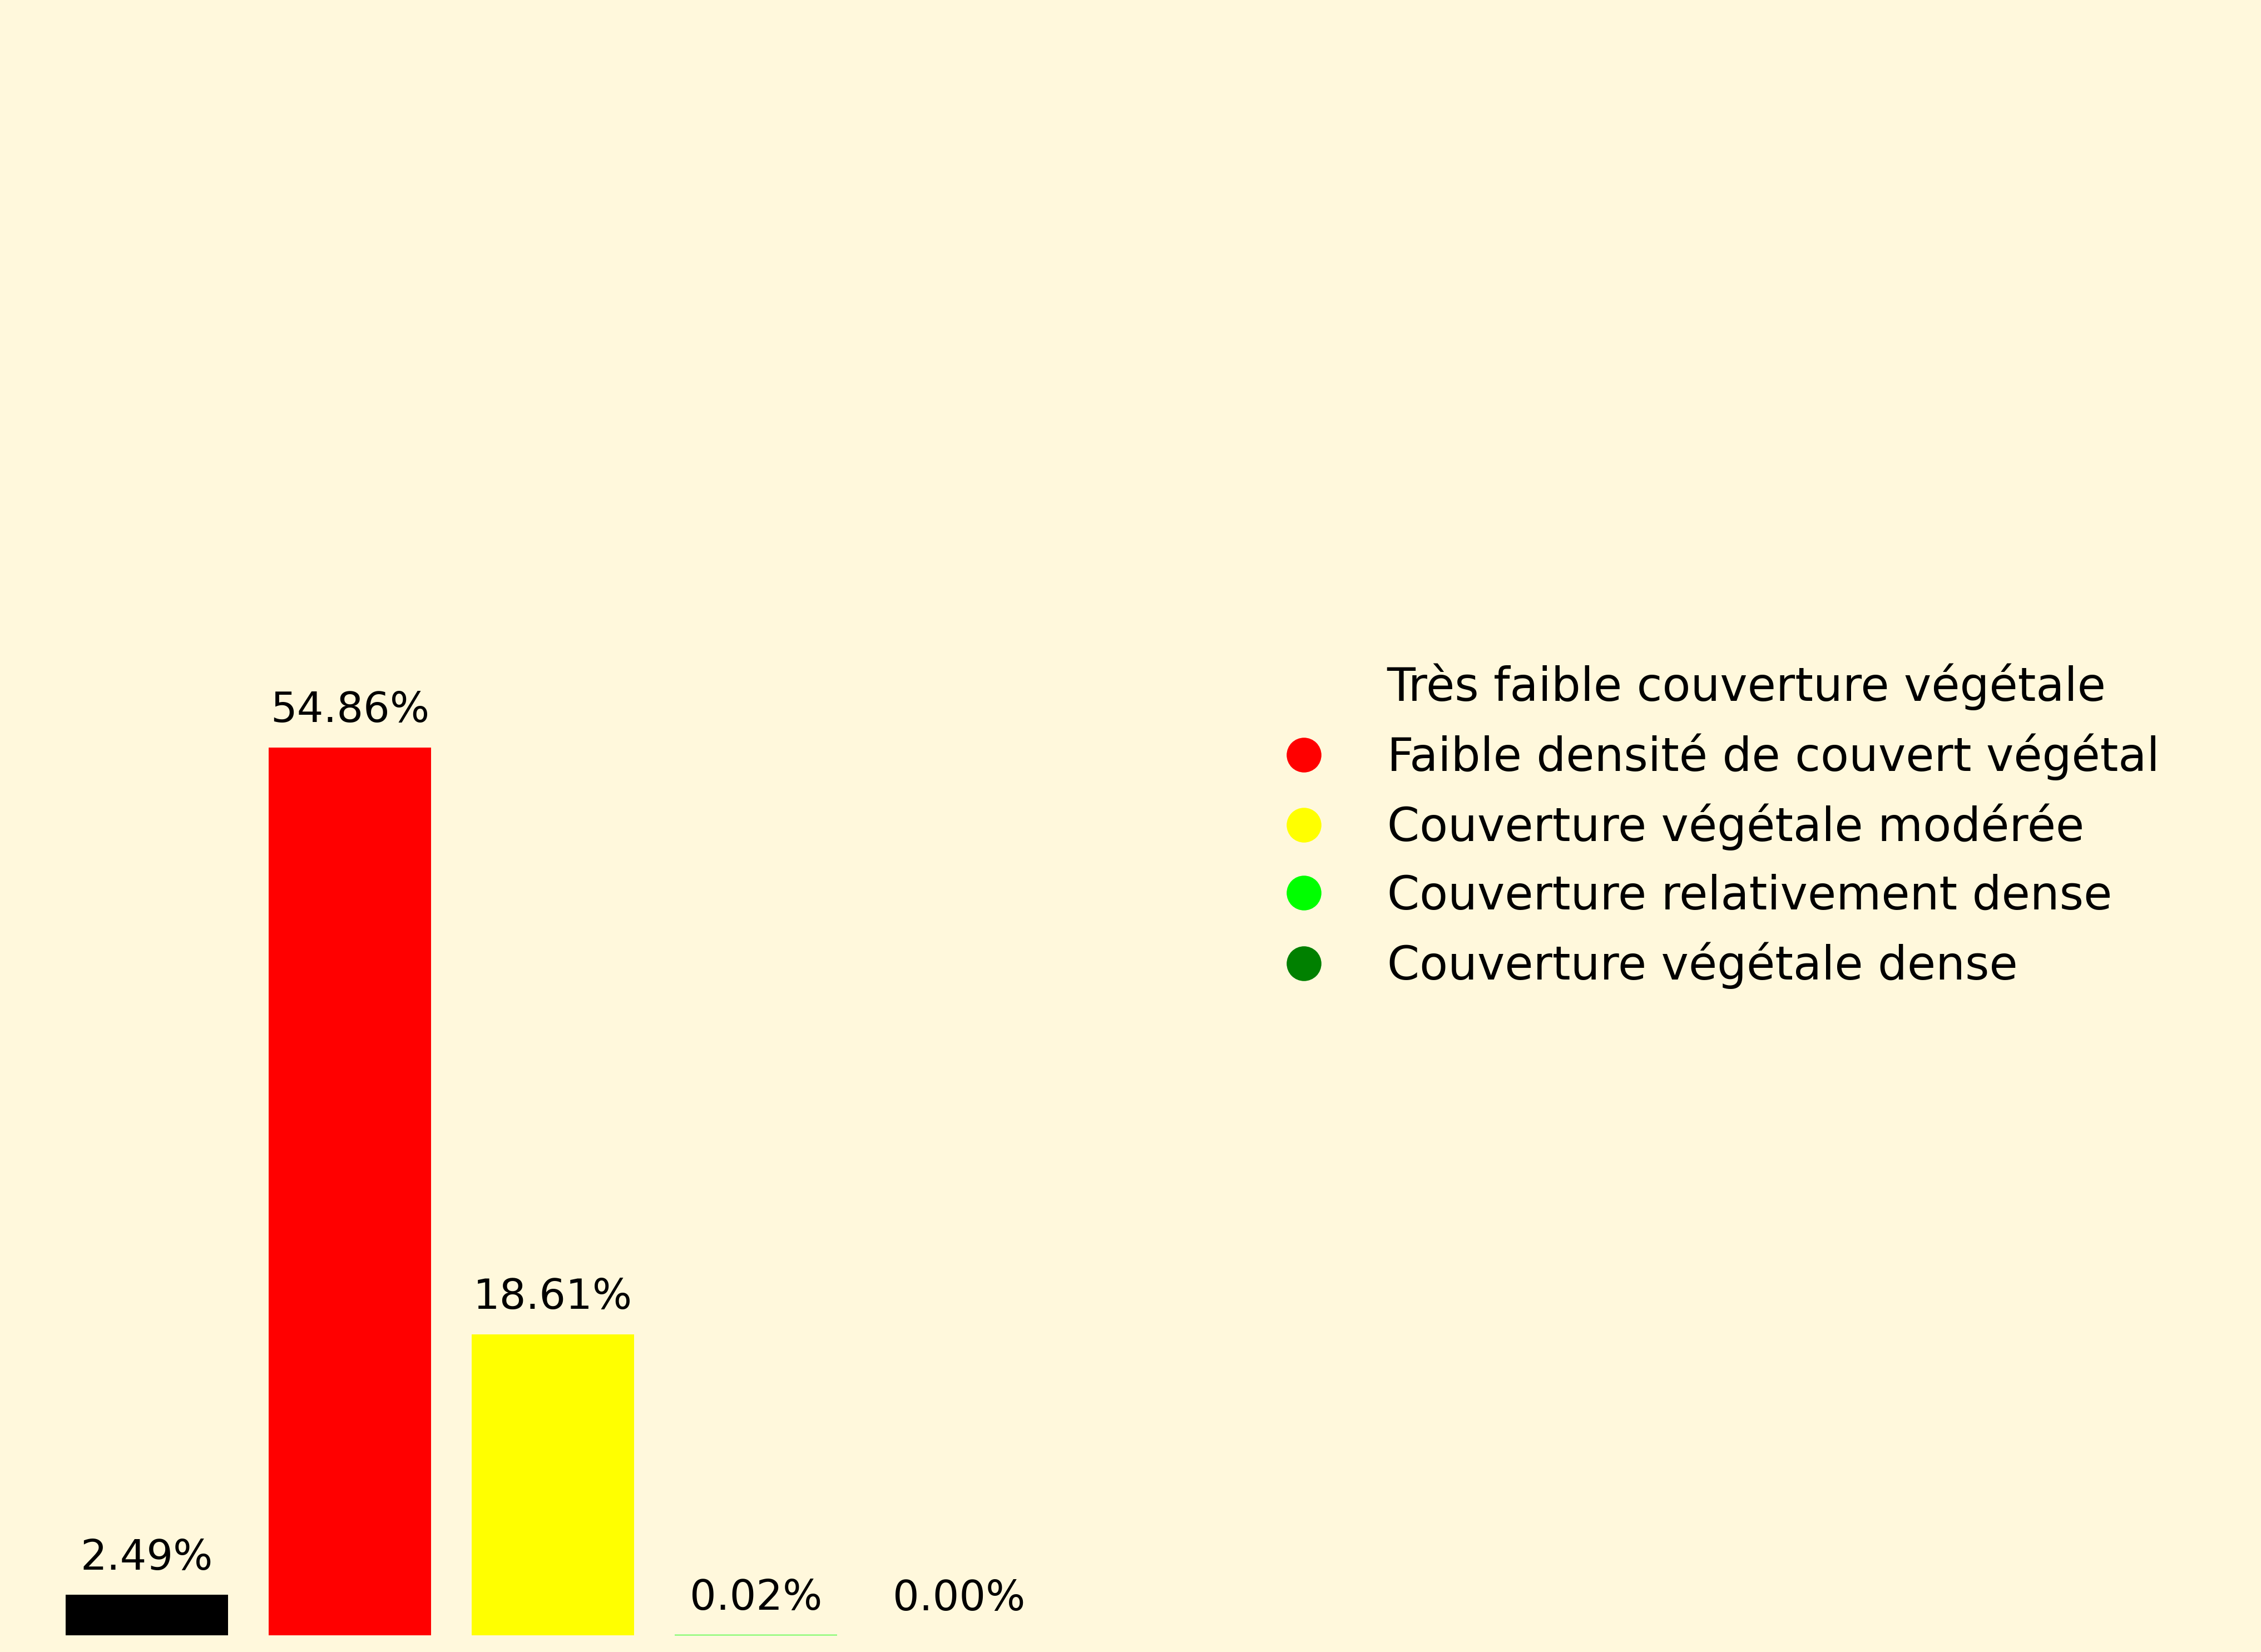 54.86%
18.61%
2.49%
0.02%
0.00%
Très faible couverture végétale
Faible densité de couvert végétal
Couverture végétale modérée
Couverture relativement dense
Couverture végétale dense